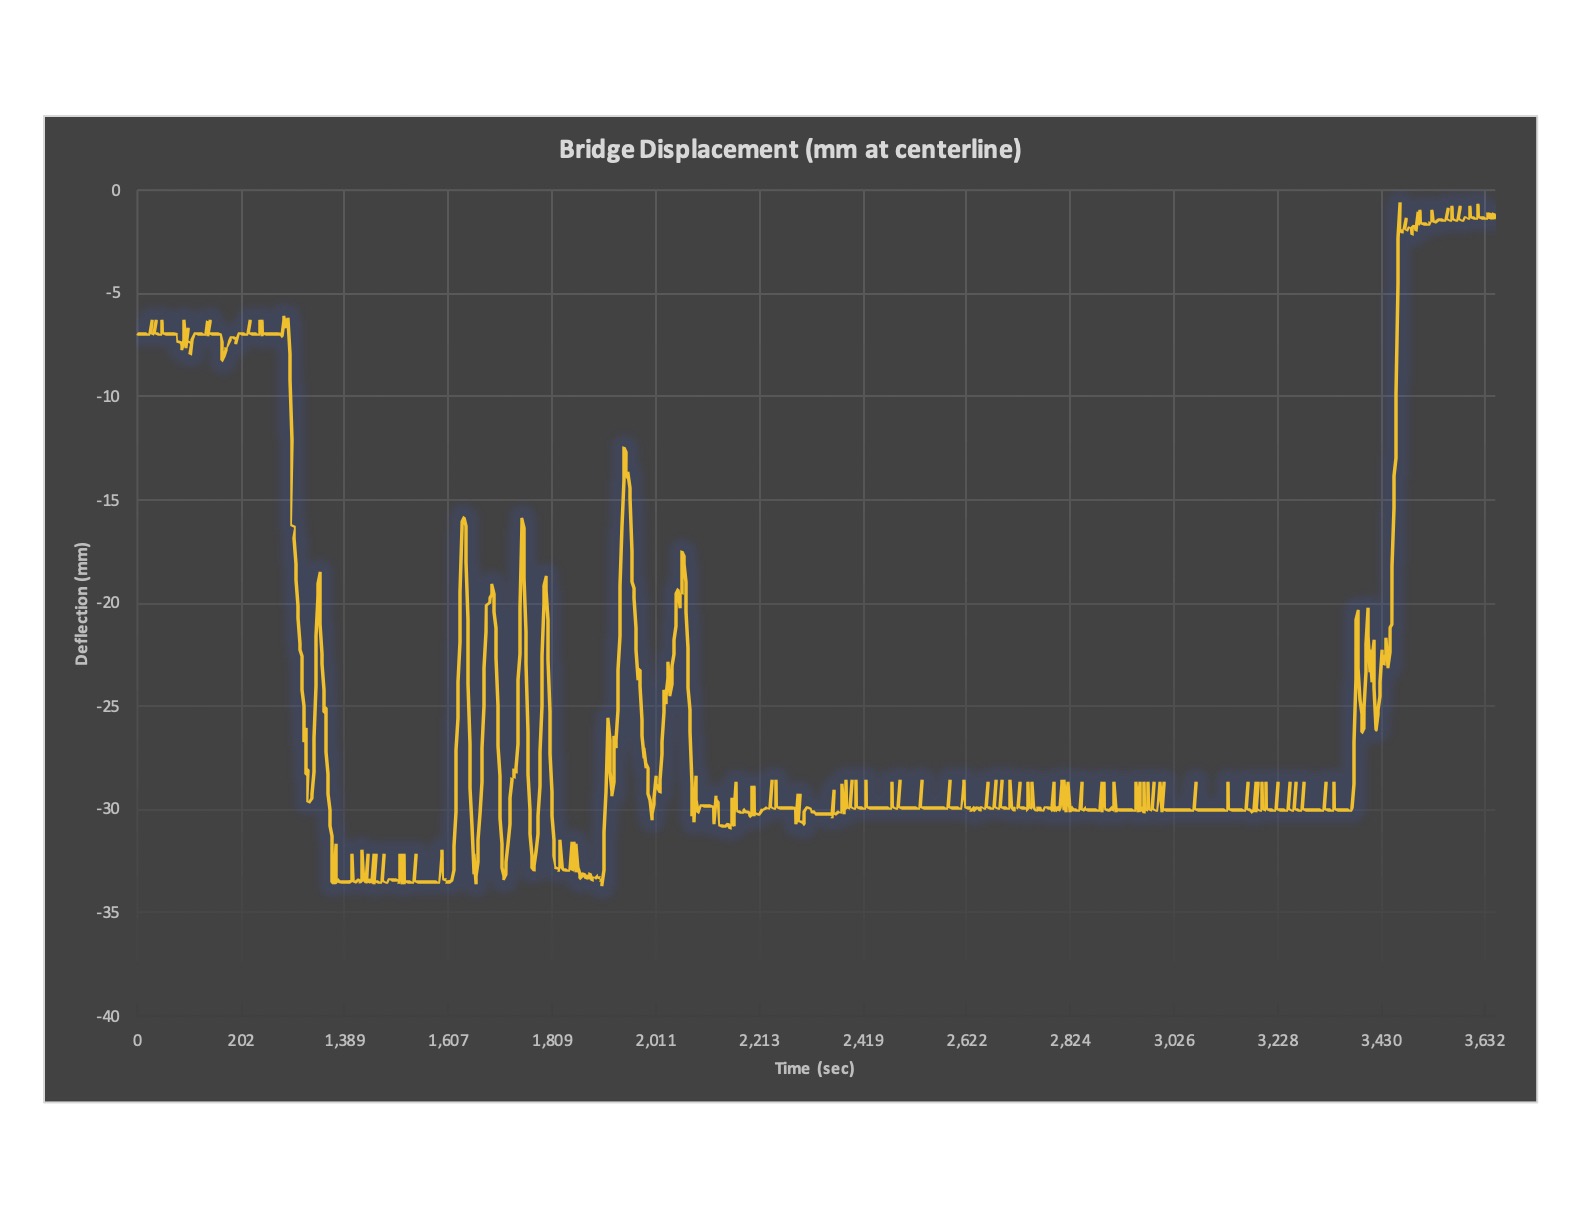 Bridge Displacement (mm at centerline)
0
-5
-10
-15
-20
-25
-30
-35
-40
Deflection (mm)
0 202 1,389 1,607 1,809 2,011 2,213 2,419 2,622 2,824 3,026 3,228 3,430 3,632
Time (sec)